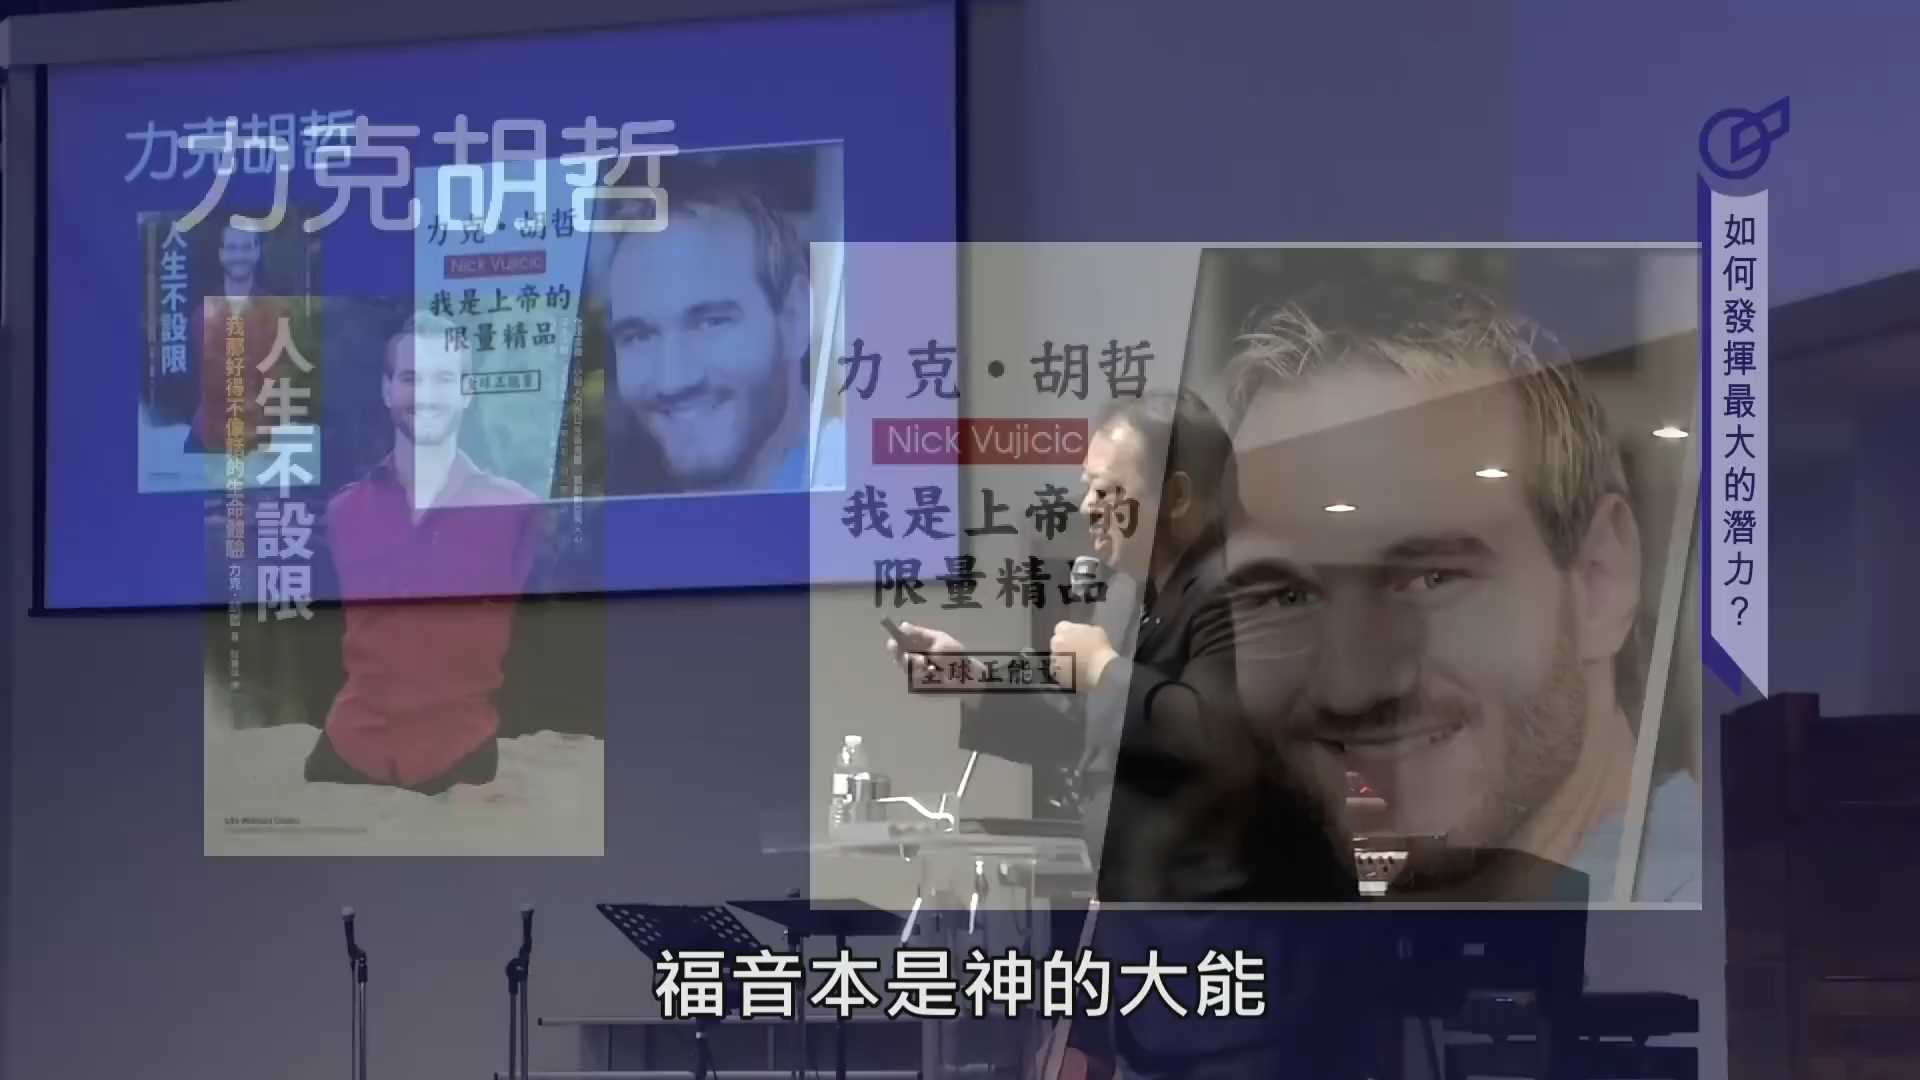 力克胡哲
人生不設限
力克・胡哲
Nick Vujicic
我是上帝的
限量精品
全球正能量
力克胡哲
人生不設限
我那好得不像話的生命體驗
力克・胡哲
Nick Vujicic
我是上帝的
限量精品
全球正能量
Life Without Limits
如何發揮最大的潛力？
福音本是神的大能